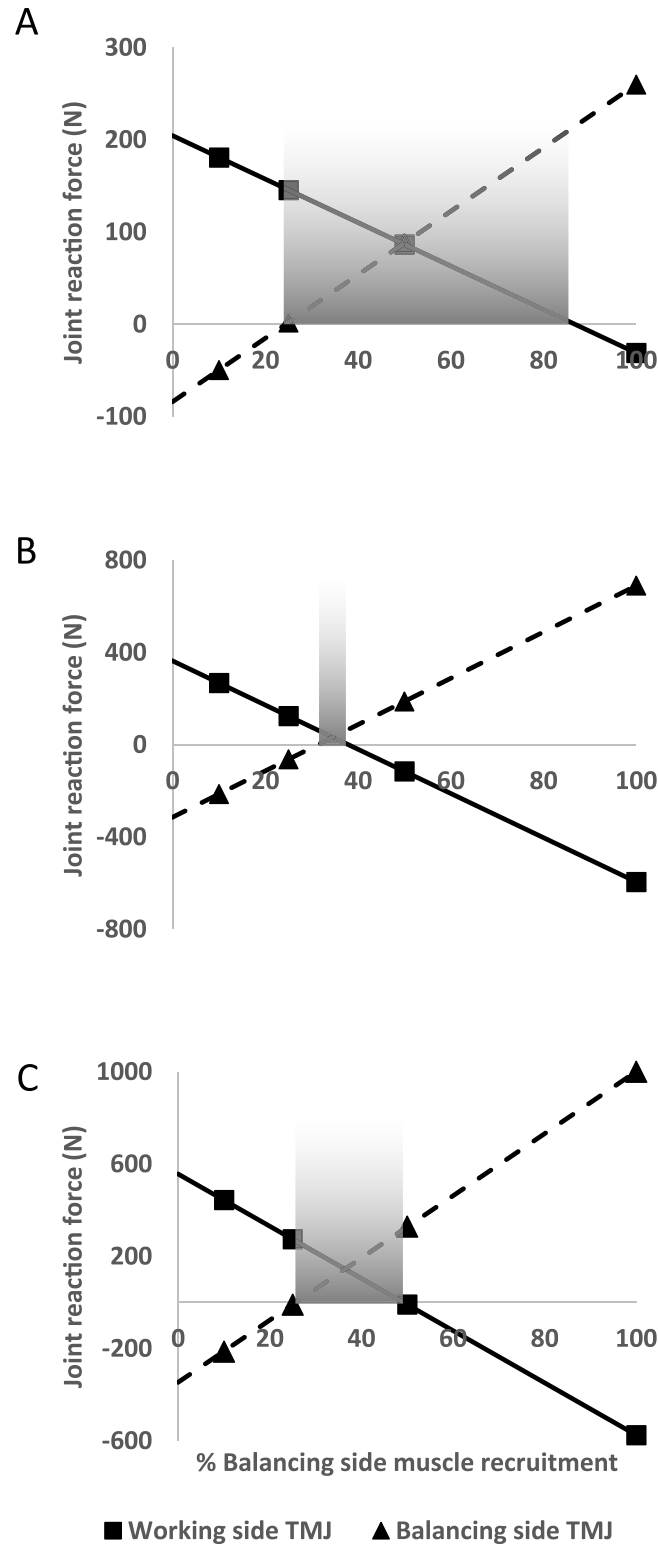 A
300
200
100
0
-100
0 20 40 60 80 100
Joint reaction force (N)
B
800
400
0
-400
-800
0 20 40 60 80 100
Joint reaction force (N)
C
1000
600
200
-200
-600
0 20 40 60 80 100
Joint reaction force (N)
% Balancing side muscle recruitment
Working side TMJ Balancing side TMJ